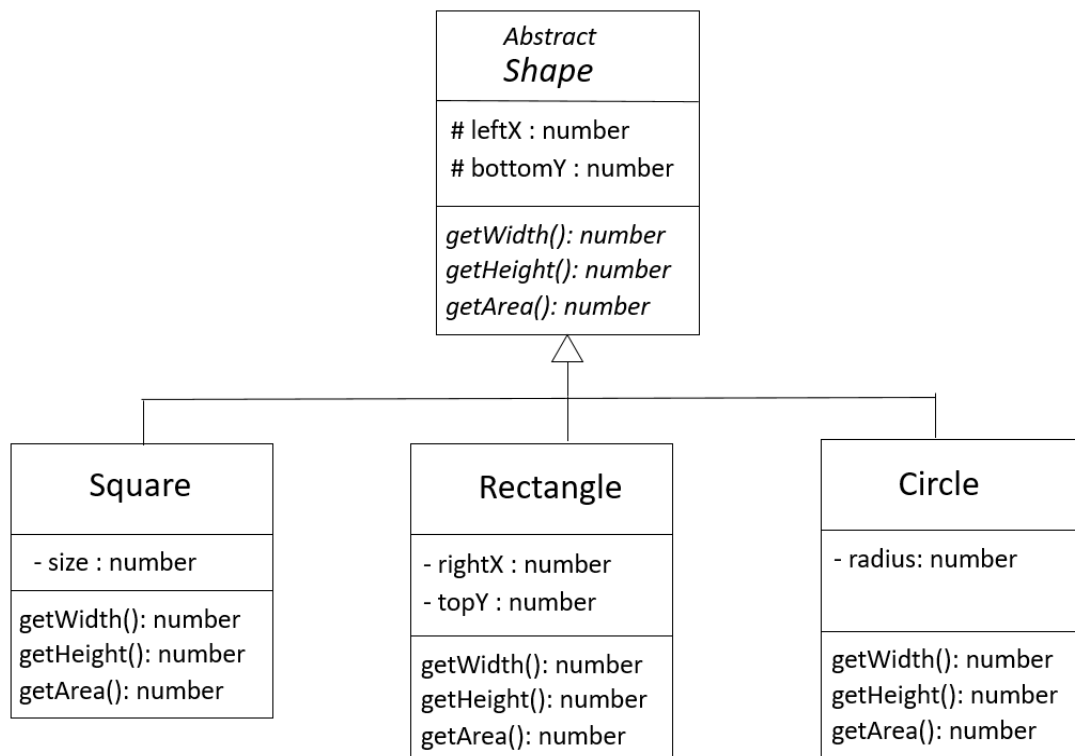 Abstract
Shape
# leftX : number
# bottomY : number
getWidth(): number
getHeight(): number
getArea(): number
Square
- size : number
getWidth(): number
getHeight(): number
getArea(): number
Rectangle
- rightX : number
- topY : number
getWidth(): number
getHeight(): number
getArea(): number
Circle
- radius: number
getWidth(): number
getHeight(): number
getArea(): number